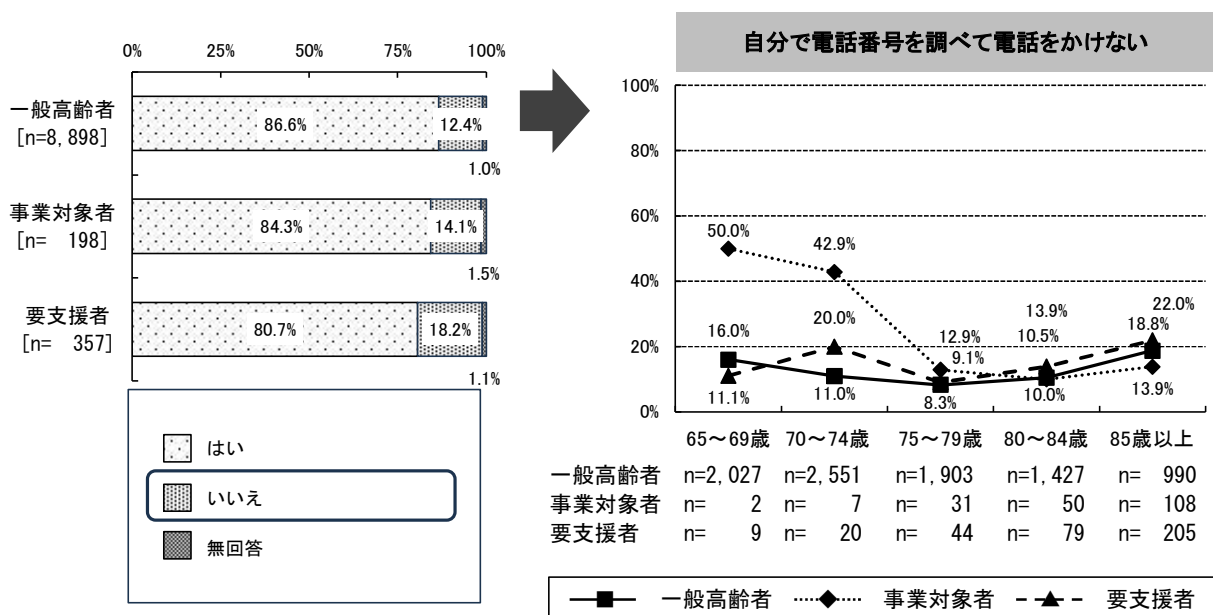 0% 25% 50% 75% 100%
一般高齢者
[n=8,898]
86.6% 12.4%
1.0%
事業対象者
[n= 198]
84.3% 14.1%
1.5%
要支援者
[n= 357]
80.7% 18.2%
1.1%
はい
いいえ
無回答
自分で電話番号を調べて電話をかけない
100%
80%
60%
40%
20%
0%
50.0% 42.9%
16.0% 20.0% 12.9% 13.9% 22.0%
9.1% 10.5% 18.8%
11.1% 11.0% 8.3% 10.0% 13.9%
65～69歳 70～74歳 75～79歳 80～84歳 85歳以上
一般高齢者 n=2,027 n=2,551 n=1,903 n=1,427 n= 990
事業対象者 n= 2 n= 7 n= 31 n= 50 n= 108
要支援者 n= 9 n= 20 n= 44 n= 79 n= 205
一般高齢者 事業対象者 要支援者